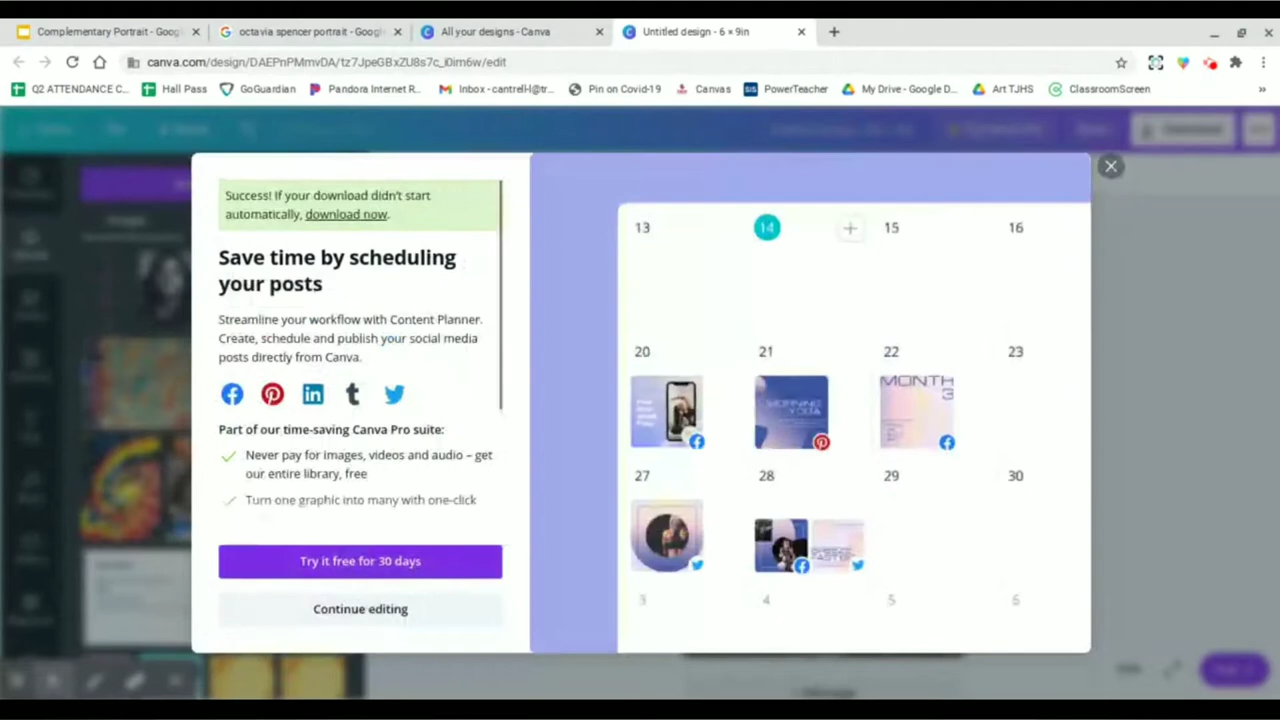 Complementary Portrait - Goog
octavia spencer portrait - Google
All your designs - Canva
Untitled design - 6 × 9in
canva.com/design/DAEPnPMmvDA/tz7JpeGBxZU8s7c_i0im6w/edit
Q2 ATTENDANCE C...
Hall Pass
GoGuardian
Pandora Internet R...
Inbox - cantrell-l@tr...
Pin on Covid-19
Canvas
SIS
PowerTeacher
My Drive - Google D...
Art TJHS
ClassroomScreen
Success! If your download didn't start
automatically, download now.
Save time by scheduling
your posts
Streamline your workflow with Content Planner.
Create, schedule and publish your social media
posts directly from Canva.
Part of our time-saving Canva Pro suite:
Never pay for images, videos and audio – get
our entire library, free
Turn one graphic into many with one-click
Try it free for 30 days
Continue editing
13 14 15 16
20 21 22 23
MORNING
YOGA
MONTH
3
27 28 29 30
3 4 5 6